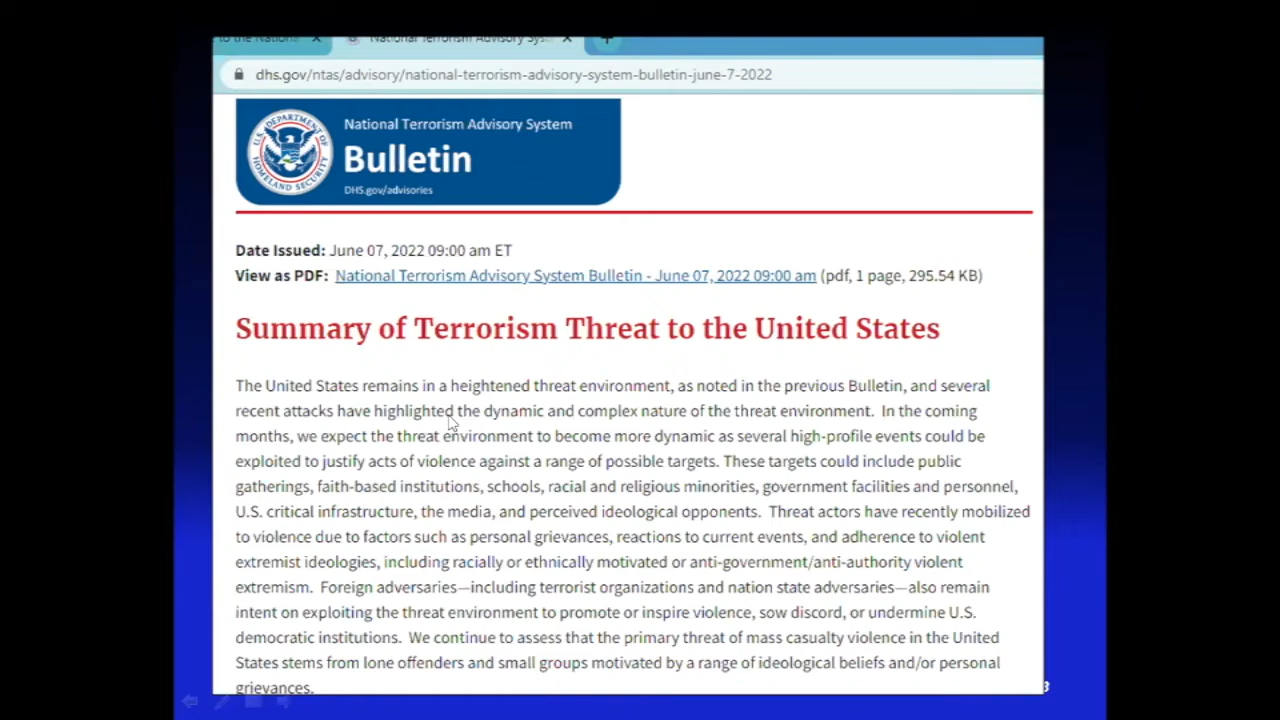 to the Nation
National Terrorism Advisory Sys
dhs.gov/ntas/advisory/national-terrorism-advisory-system-bulletin-june-7-2022
U.S. DEPARTMENT OF HOMELAND SECURITY
National Terrorism Advisory System
Bulletin
DHS.gov/advisories
Date Issued: June 07, 2022 09:00 am ET
View as PDF: National Terrorism Advisory System Bulletin - June 07, 2022 09:00 am (pdf, 1 page, 295.54 KB)
Summary of Terrorism Threat to the United States
The United States remains in a heightened threat environment, as noted in the previous Bulletin, and several
recent attacks have highlighted the dynamic and complex nature of the threat environment. In the coming
months, we expect the threat environment to become more dynamic as several high-profile events could be
exploited to justify acts of violence against a range of possible targets. These targets could include public
gatherings, faith-based institutions, schools, racial and religious minorities, government facilities and personnel,
U.S. critical infrastructure, the media, and perceived ideological opponents. Threat actors have recently mobilized
to violence due to factors such as personal grievances, reactions to current events, and adherence to violent
extremist ideologies, including racially or ethnically motivated or anti-government/anti-authority violent
extremism. Foreign adversaries—including terrorist organizations and nation state adversaries—also remain
intent on exploiting the threat environment to promote or inspire violence, sow discord, or undermine U.S.
democratic institutions. We continue to assess that the primary threat of mass casualty violence in the United
States stems from lone offenders and small groups motivated by a range of ideological beliefs and/or personal
grievances.